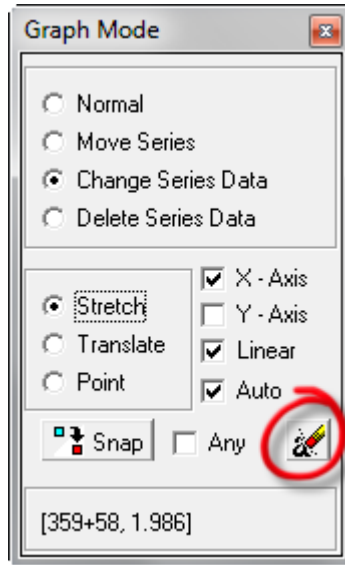 Graph Mode
Normal
Move Series
Change Series Data
Delete Series Data
Stretch
Translate
Point
X - Axis
Y - Axis
Linear
Auto
Snap
Any
[359+58, 1.986]